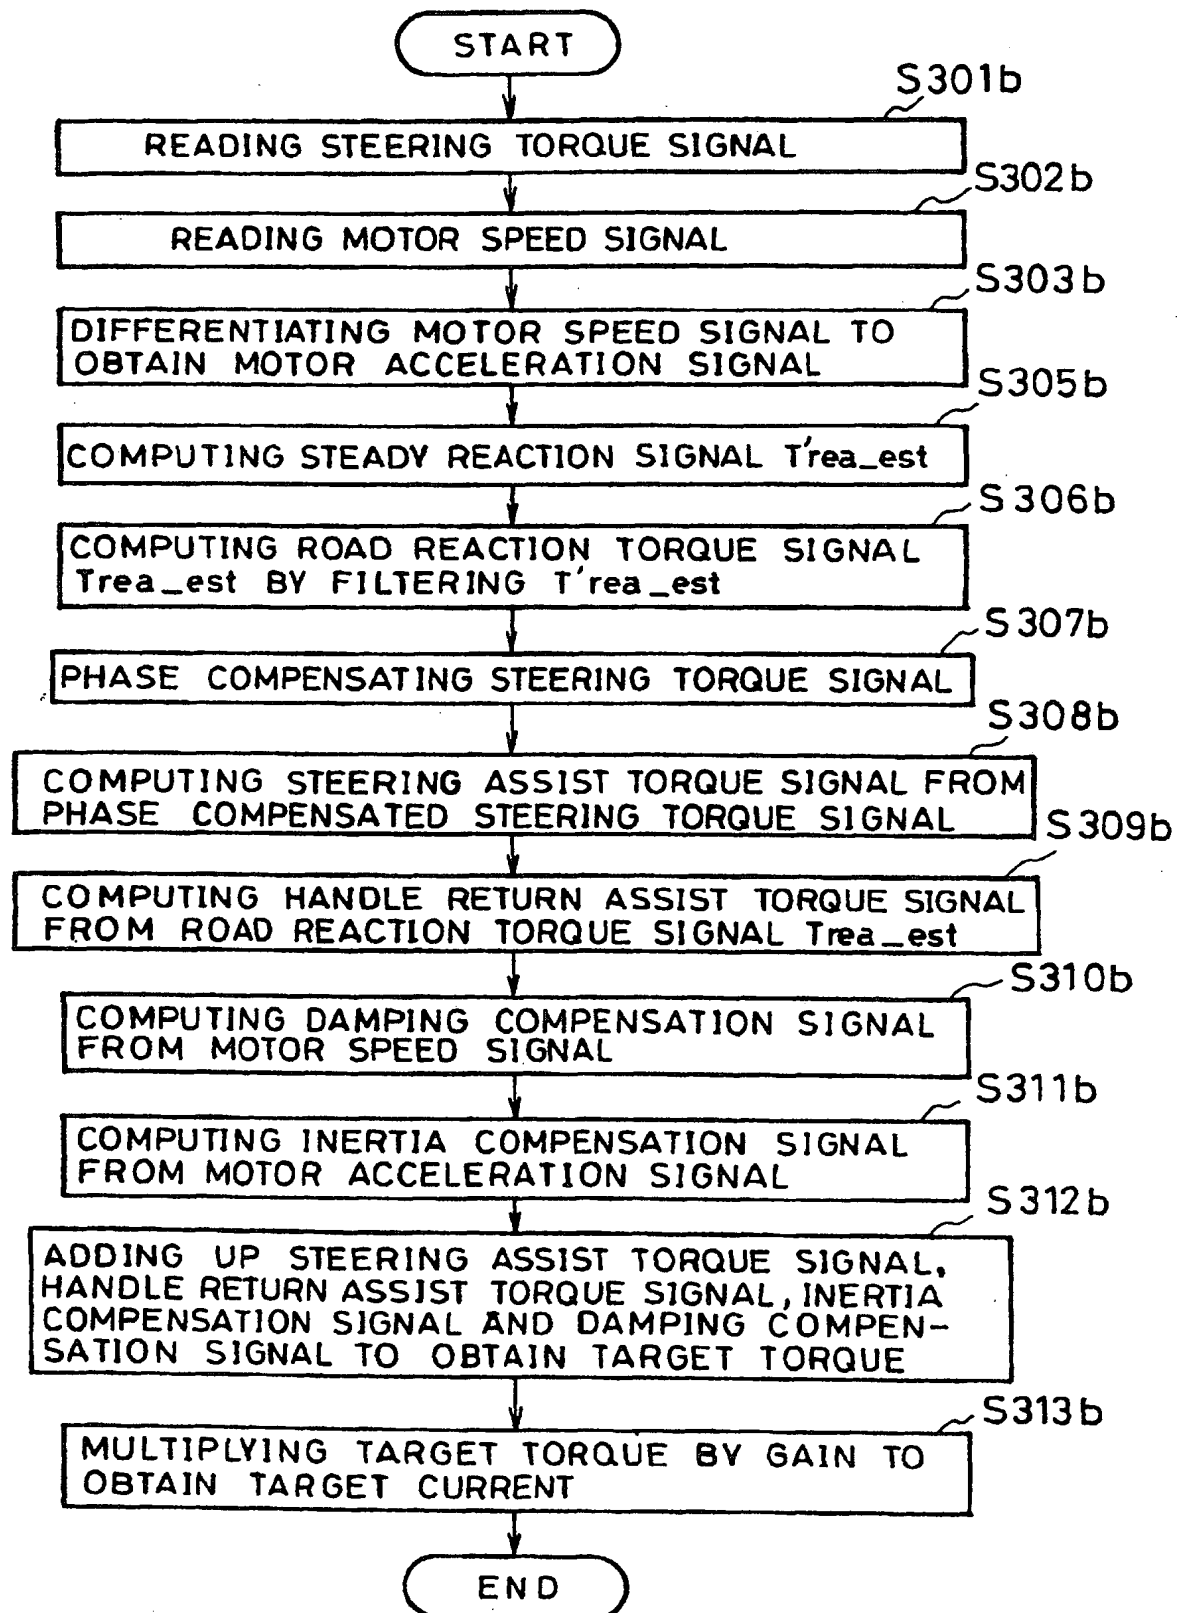 START
S301b
READING STEERING TORQUE SIGNAL
S302b
READING MOTOR SPEED SIGNAL
S303b
DIFFERENTIATING MOTOR SPEED SIGNAL TO
OBTAIN MOTOR ACCELERATION SIGNAL
S305b
COMPUTING STEADY REACTION SIGNAL T'rea_est
S306b
COMPUTING ROAD REACTION TORQUE SIGNAL
Trea_est BY FILTERING T'rea_est
S307b
PHASE COMPENSATING STEERING TORQUE SIGNAL
S308b
COMPUTING STEERING ASSIST TORQUE SIGNAL FROM
PHASE COMPENSATED STEERING TORQUE SIGNAL
S309b
COMPUTING HANDLE RETURN ASSIST TORQUE SIGNAL
FROM ROAD REACTION TORQUE SIGNAL Trea_est
S310b
COMPUTING DAMPING COMPENSATION SIGNAL
FROM MOTOR SPEED SIGNAL
S311b
COMPUTING INERTIA COMPENSATION SIGNAL
FROM MOTOR ACCELERATION SIGNAL
S312b
ADDING UP STEERING ASSIST TORQUE SIGNAL,
HANDLE RETURN ASSIST TORQUE SIGNAL, INERTIA
COMPENSATION SIGNAL AND DAMPING COMPEN-
SATION SIGNAL TO OBTAIN TARGET TORQUE
S313b
MULTIPLYING TARGET TORQUE BY GAIN TO
OBTAIN TARGET CURRENT
END